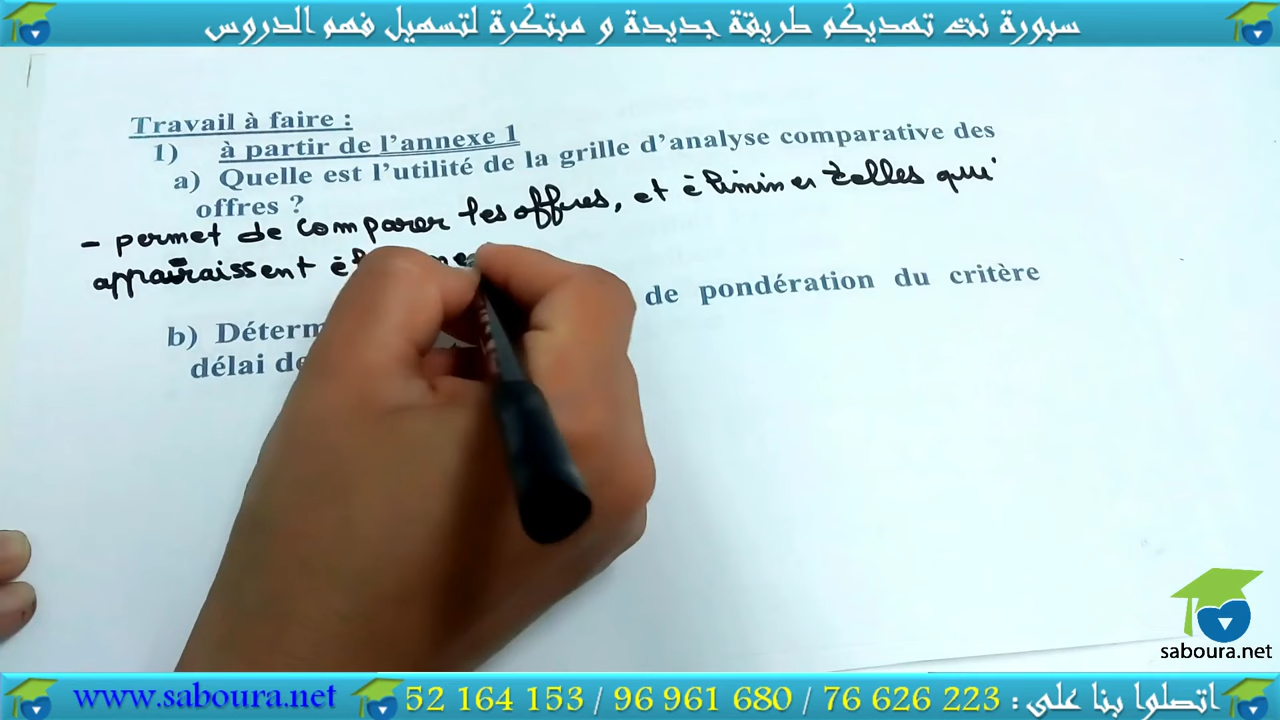 سبورة نت تهديكم طريقة جديدة و مبتكرة لتسهيل فهم الدروس
Travail à faire :
1) à partir de l'annexe 1
a) Quelle est l'utilité de la grille d'analyse comparative des
offres ?
- permet de comparer les offres, et éliminer celles qui
appairaissent
de pondération du critère
b) Déterm
délai de
saboura.net
www.saboura.net
52 164 153 / 96 961 680 / 76 626 223 : اتصلوا بنا على